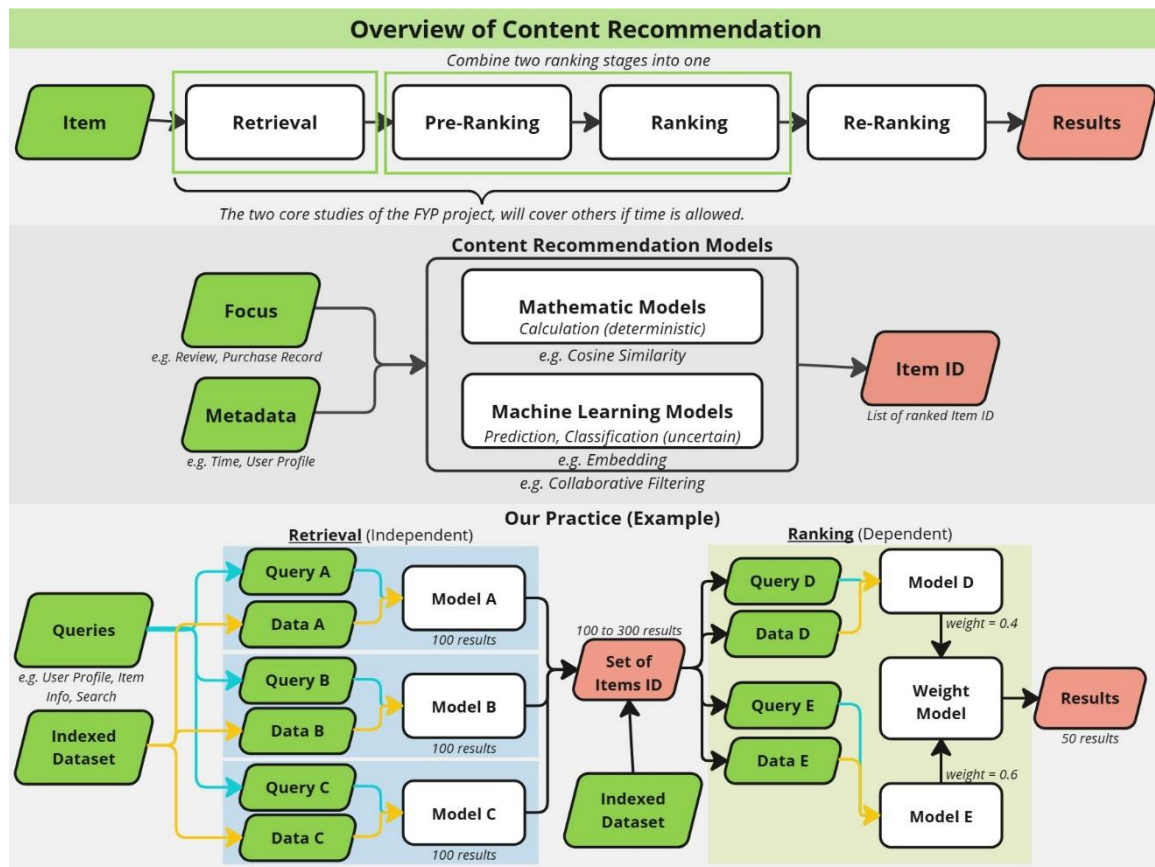 Overview of Content Recommendation
Combine two ranking stages into one
Item
Retrieval
Pre-Ranking
Ranking
Re-Ranking
Results
The two core studies of the FYP project, will cover others if time is allowed.
Content Recommendation Models
Focus
e.g. Review, Purchase Record
Metadata
e.g. Time, User Profile
Mathematic Models
Calculation (deterministic)
e.g. Cosine Similarity
Machine Learning Models
Prediction, Classification (uncertain)
e.g. Embedding
e.g. Collaborative Filtering
Item ID
List of ranked Item ID
Our Practice (Example)
Retrieval (Independent)
Queries
e.g. User Profile, Item
Info, Search
Indexed
Dataset
Query A
Data A
Model A
100 results
Query B
Data B
Model B
100 results
Query C
Data C
Model C
100 results
100 to 300 results
Set of
Items ID
Indexed
Dataset
Ranking (Dependent)
Query D
Data D
Model D
weight = 0.4
Query E
Data E
Weight
Model
weight = 0.6
Model E
Results
50 results